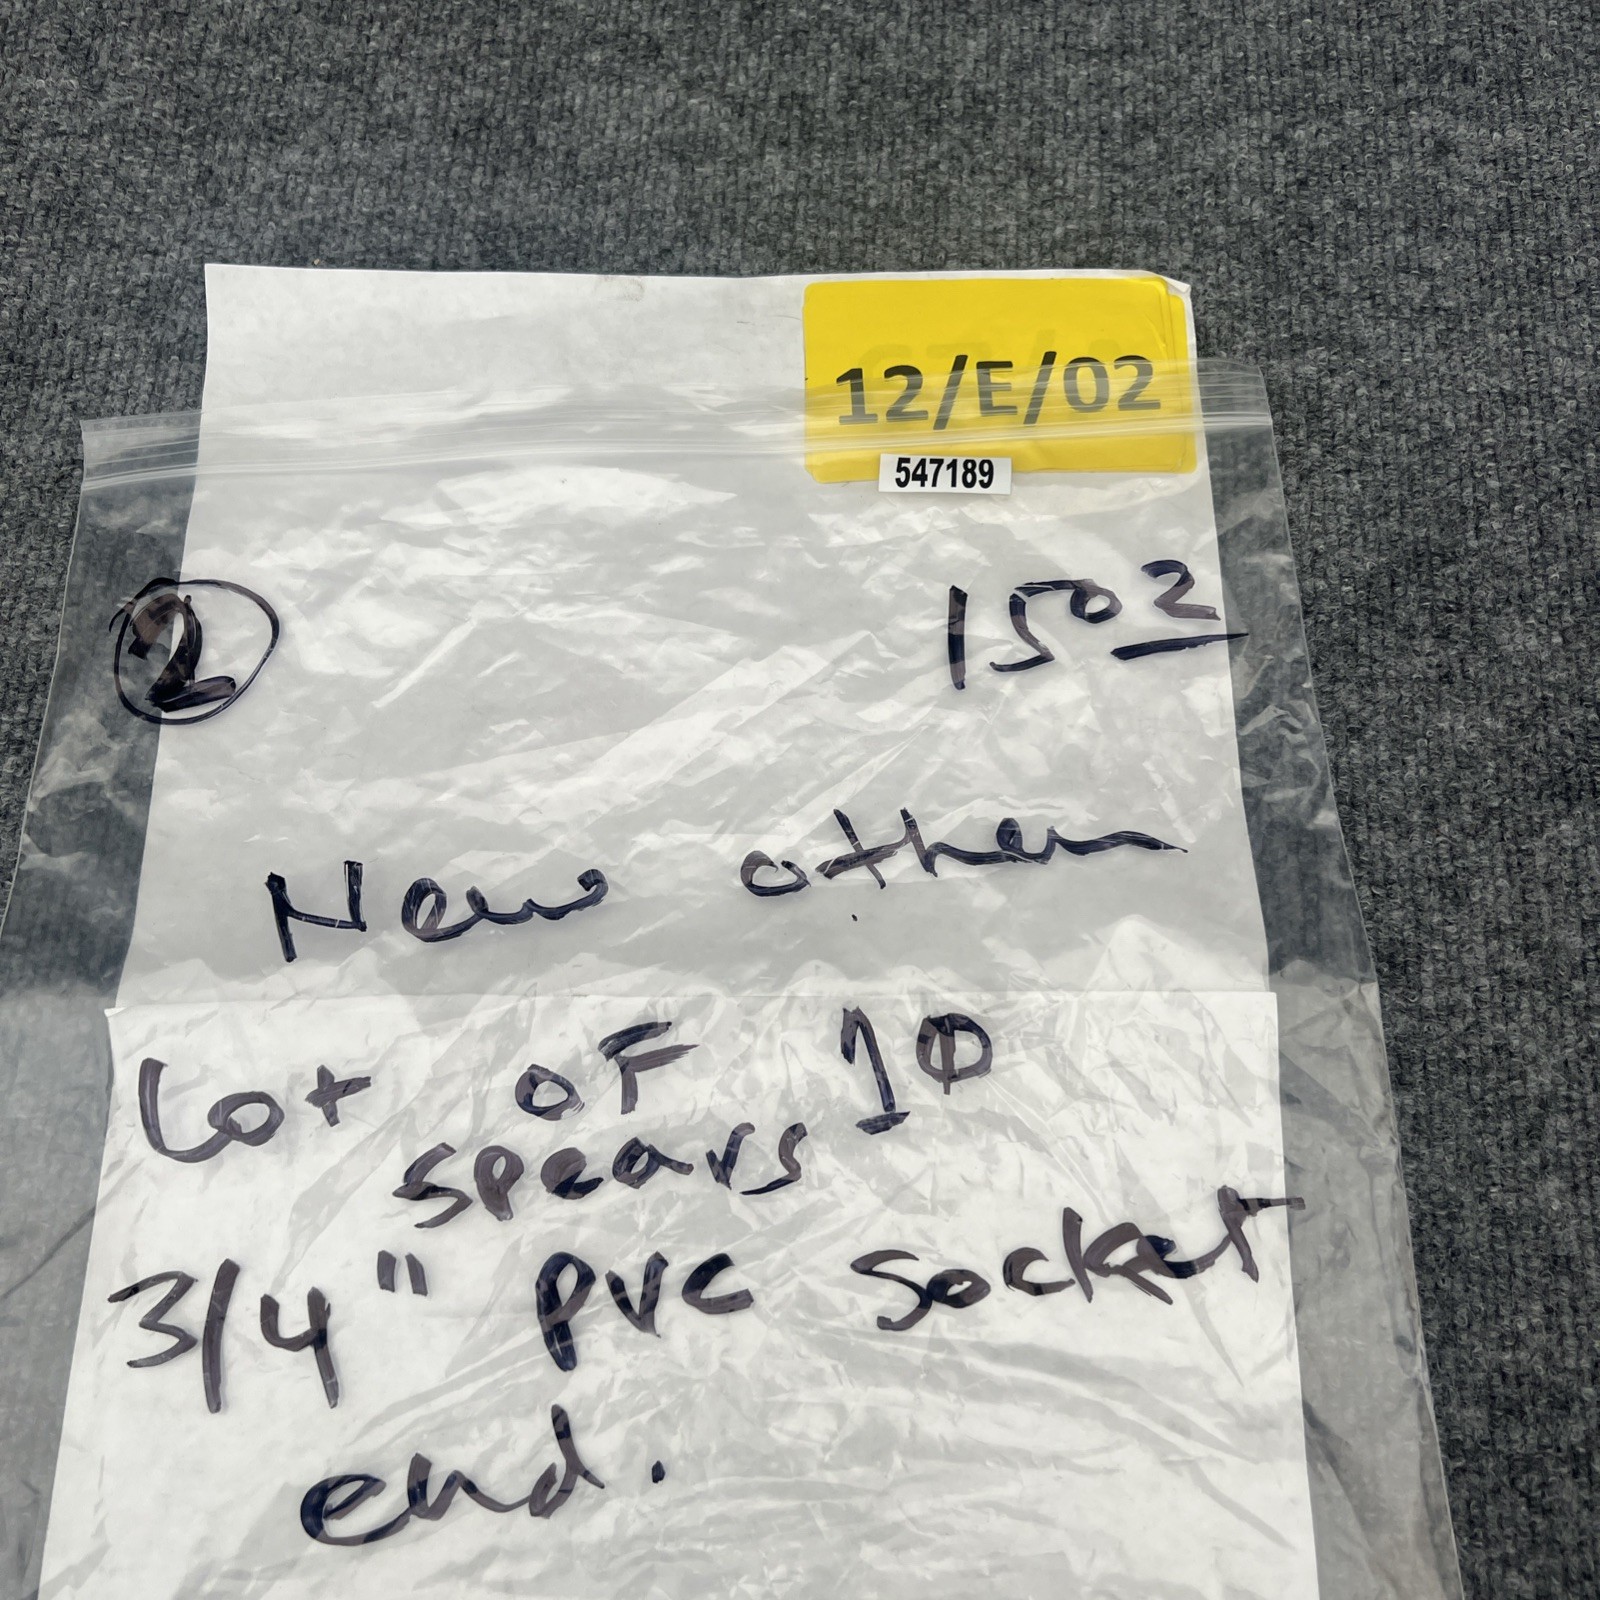 12/E/02
547189
2
15oz
New other
Lot of 10
spears
3/4" PVC socket
end.